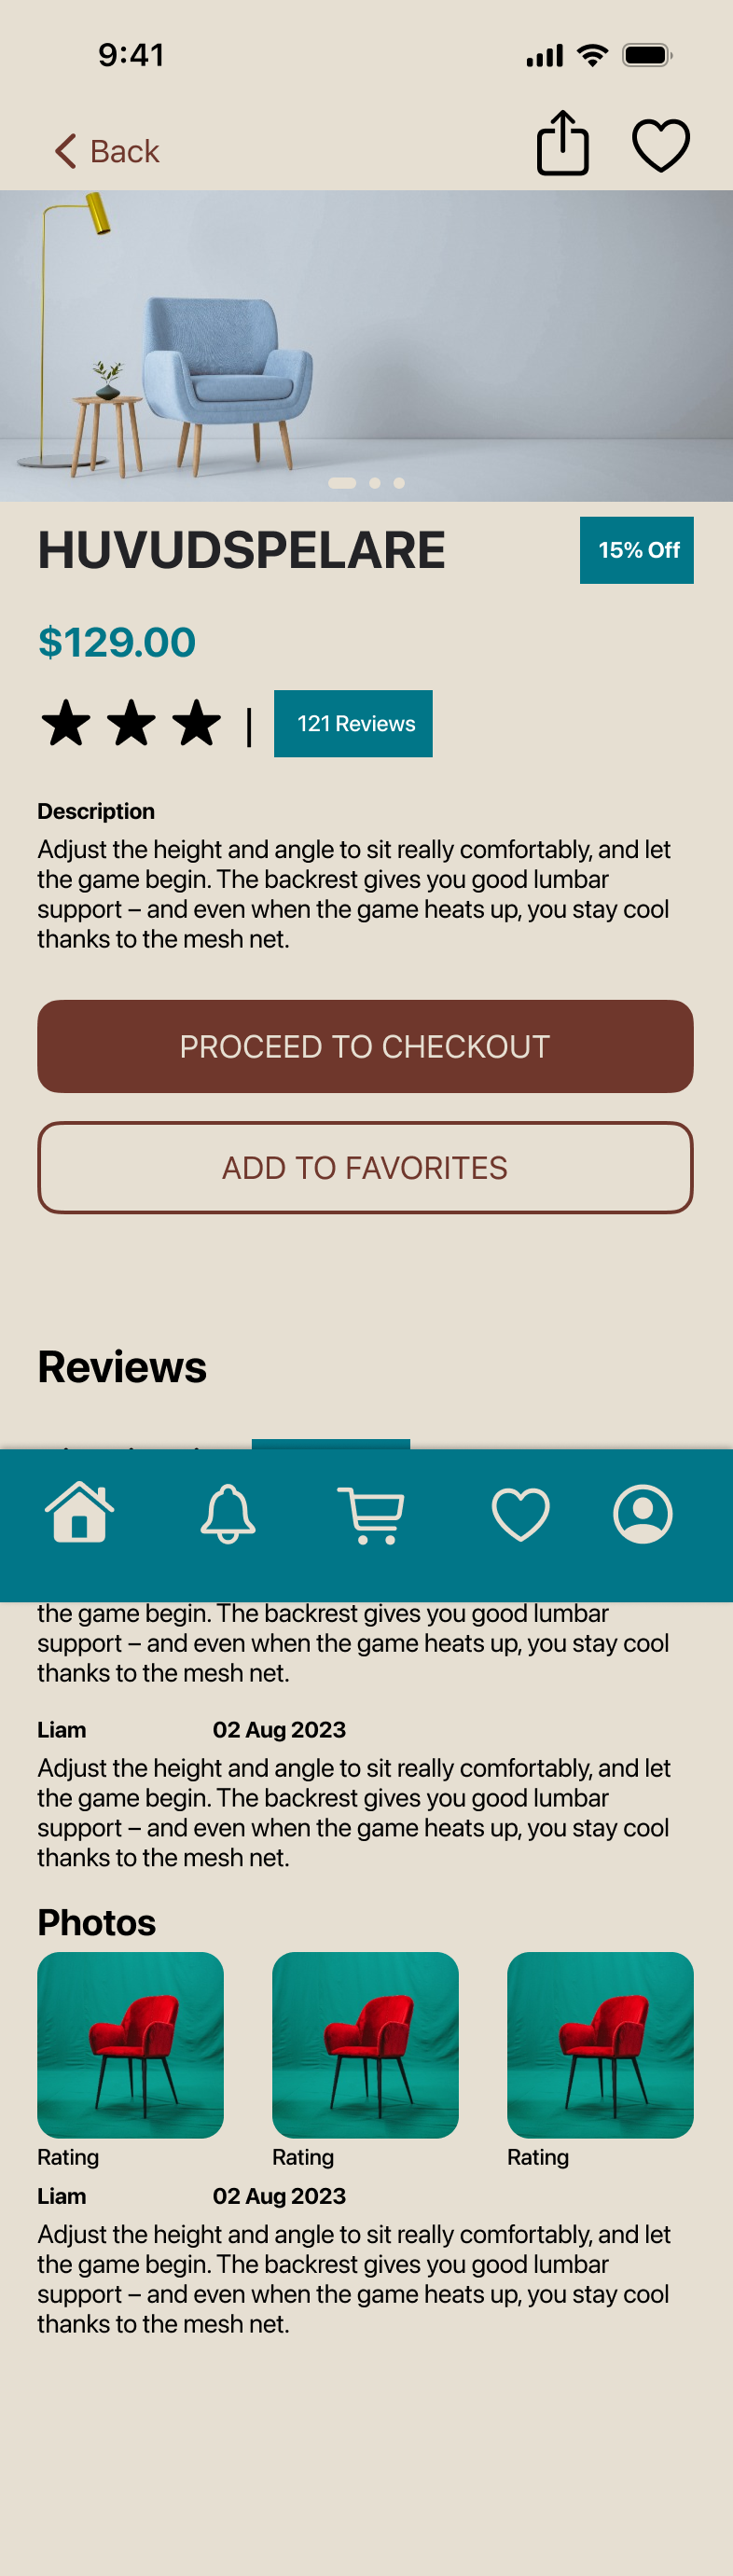 9:41
Back
HUVUDSPELARE
15% Off
$129.00
121 Reviews
Description
Adjust the height and angle to sit really comfortably, and let
the game begin. The backrest gives you good lumbar
support – and even when the game heats up, you stay cool
thanks to the mesh net.
PROCEED TO CHECKOUT
ADD TO FAVORITES
Reviews
the game begin. The backrest gives you good lumbar
support – and even when the game heats up, you stay cool
thanks to the mesh net.
Liam 02 Aug 2023
Adjust the height and angle to sit really comfortably, and let
the game begin. The backrest gives you good lumbar
support – and even when the game heats up, you stay cool
thanks to the mesh net.
Photos
Rating Rating Rating
Liam 02 Aug 2023
Adjust the height and angle to sit really comfortably, and let
the game begin. The backrest gives you good lumbar
support – and even when the game heats up, you stay cool
thanks to the mesh net.